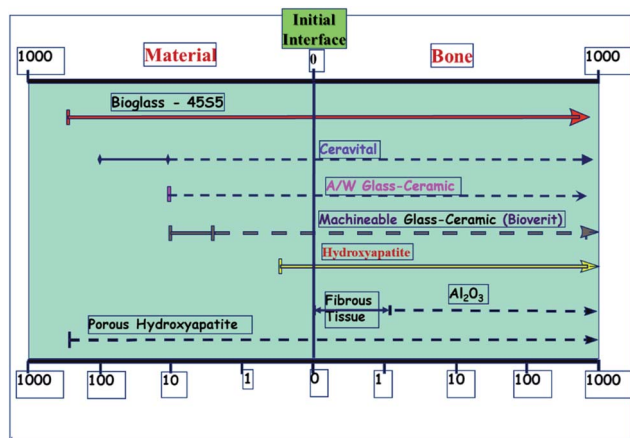 Initial
Interface
1000 Material 0 Bone 1000
Bioglass - 45S5
Ceravital
A/W Glass-Ceramic
Machineable Glass-Ceramic (Bioverit)
Hydroxyapatite
Fibrous
Tissue
Al₂O₃
Porous Hydroxyapatite
1000 100 10 1 0 1 10 100 1000